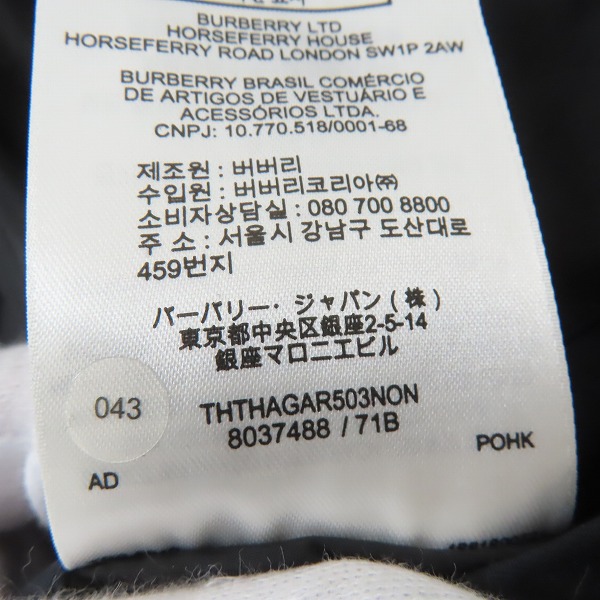 BURBERRY LTD
HORSEFERRY HOUSE
HORSEFERRY ROAD LONDON SW1P 2AW
BURBERRY BRASIL COMÉRCIO
DE ARTIGOS DE VESTUÁRIO E
ACESSÓRIOS LTDA.
CNPJ: 10.770.518/0001-68
제조원 : 버버리
수입원 : 버버리코리아㈜
소비자상담실 : 080 700 8800
주 소 : 서울시 강남구 도산대로
459번지
バーバリー・ジャパン ( 株 )
東京都中央区銀座2-5-14
銀座マロニエビル
043
THTHAGAR503NON
8037488 / 71B
AD
POHK